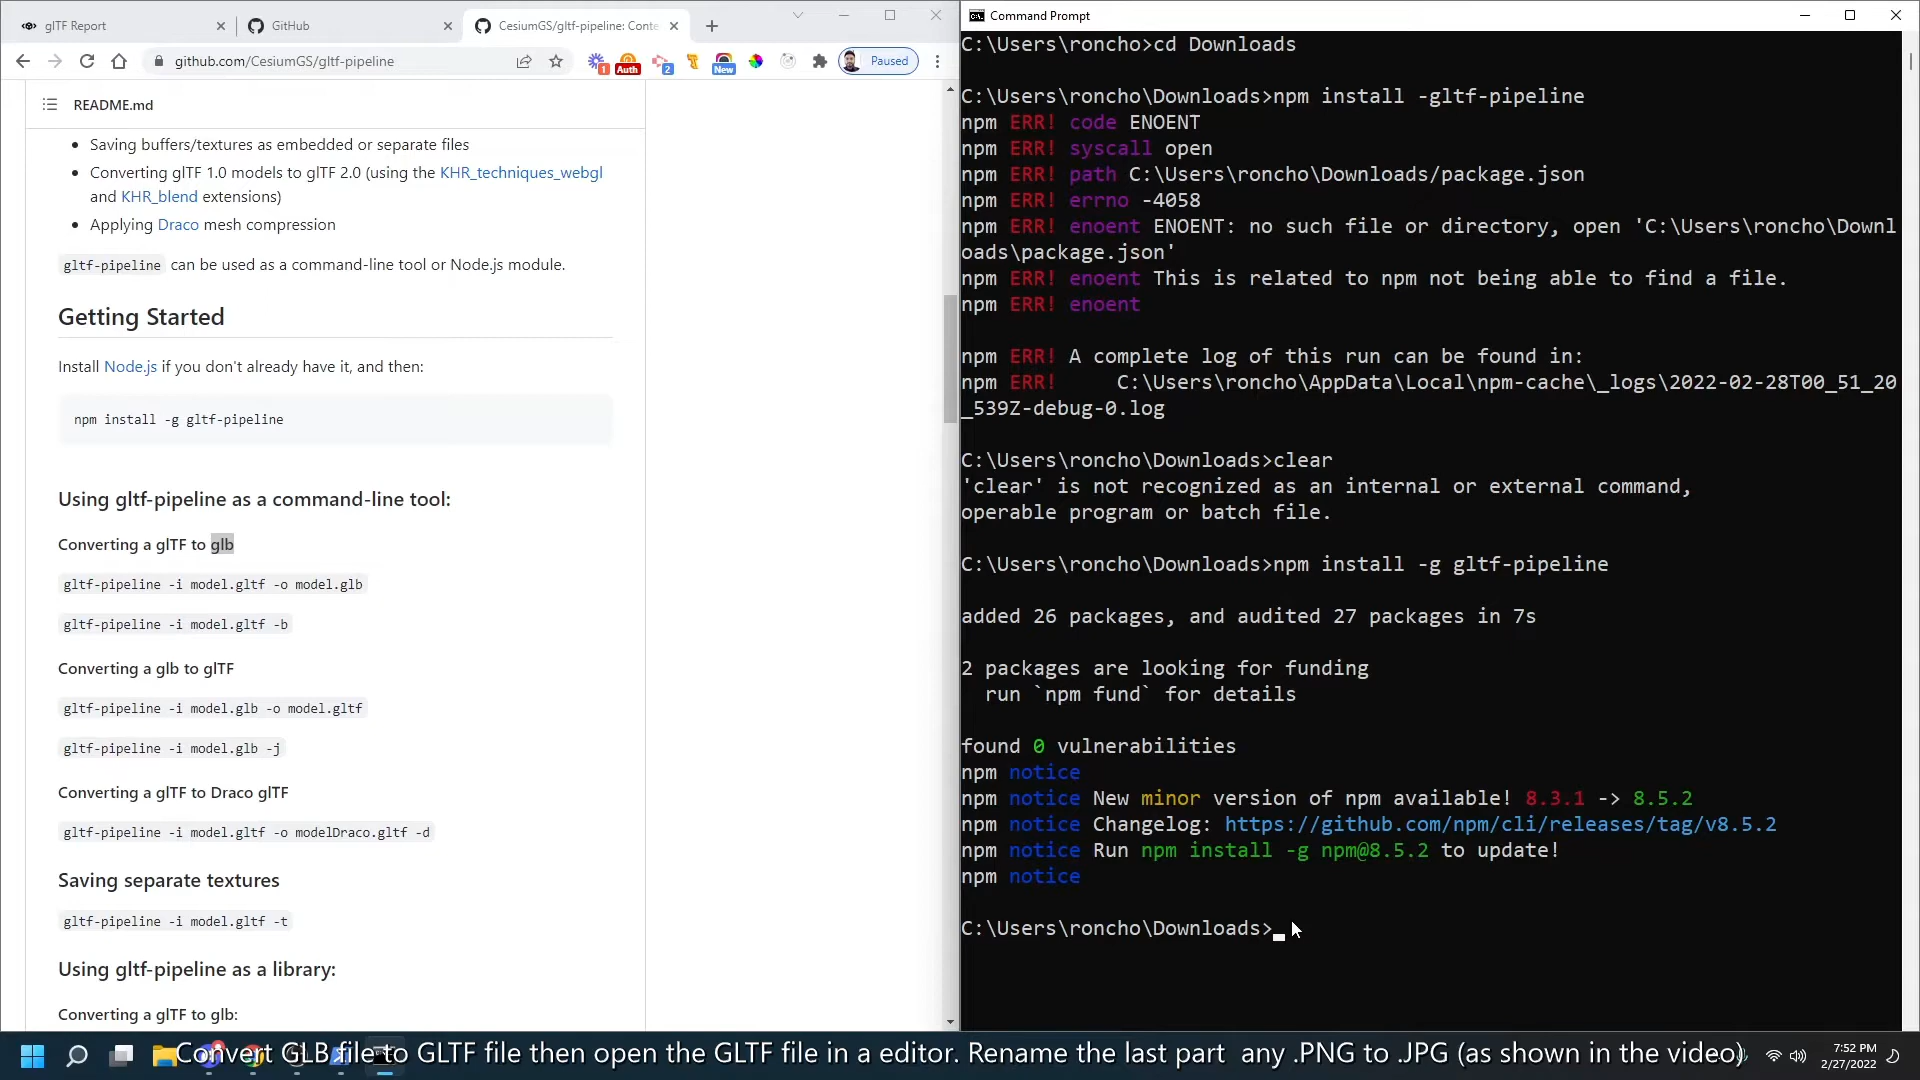 glTF Report
GitHub
CesiumGS/gltf-pipeline: Conte
github.com/CesiumGS/gltf-pipeline
1
Auth
2
New
Paused
README.md
Saving buffers/textures as embedded or separate files
Converting glTF 1.0 models to glTF 2.0 (using the KHR_techniques_webgl
and KHR_blend extensions)
Applying Draco mesh compression
gltf-pipeline can be used as a command-line tool or Node.js module.
Getting Started
Install Node.js if you don't already have it, and then:
npm install -g gltf-pipeline
Using gltf-pipeline as a command-line tool:
Converting a glTF to glb
gltf-pipeline -i model.gltf -o model.glb
gltf-pipeline -i model.gltf -b
Converting a glb to glTF
gltf-pipeline -i model.glb -o model.gltf
gltf-pipeline -i model.glb -j
Converting a glTF to Draco glTF
gltf-pipeline -i model.gltf -o modelDraco.gltf -d
Saving separate textures
gltf-pipeline -i model.gltf -t
Using gltf-pipeline as a library:
Converting a glTF to glb:
Command Prompt
C:\Users\roncho>cd Downloads
C:\Users\roncho\Downloads>npm install -gltf-pipeline
npm ERR! code ENOENT
npm ERR! syscall open
npm ERR! path C:\Users\roncho\Downloads/package.json
npm ERR! errno -4058
npm ERR! enoent ENOENT: no such file or directory, open 'C:\Users\roncho\Downl
oads\package.json'
npm ERR! enoent This is related to npm not being able to find a file.
npm ERR! enoent
npm ERR! A complete log of this run can be found in:
npm ERR!     C:\Users\roncho\AppData\Local\npm-cache\_logs\2022-02-28T00_51_20
_539Z-debug-0.log
C:\Users\roncho\Downloads>clear
'clear' is not recognized as an internal or external command,
operable program or batch file.
C:\Users\roncho\Downloads>npm install -g gltf-pipeline
added 26 packages, and audited 27 packages in 7s
2 packages are looking for funding
  run `npm fund` for details
found 0 vulnerabilities
npm notice
npm notice New minor version of npm available! 8.3.1 -> 8.5.2
npm notice Changelog: https://github.com/npm/cli/releases/tag/v8.5.2
npm notice Run npm install -g npm@8.5.2 to update!
npm notice
C:\Users\roncho\Downloads>
Convert GLB file to GLTF file then open the GLTF file in a editor. Rename the last part any .PNG to .JPG (as shown in the video)
7:52 PM
2/27/2022